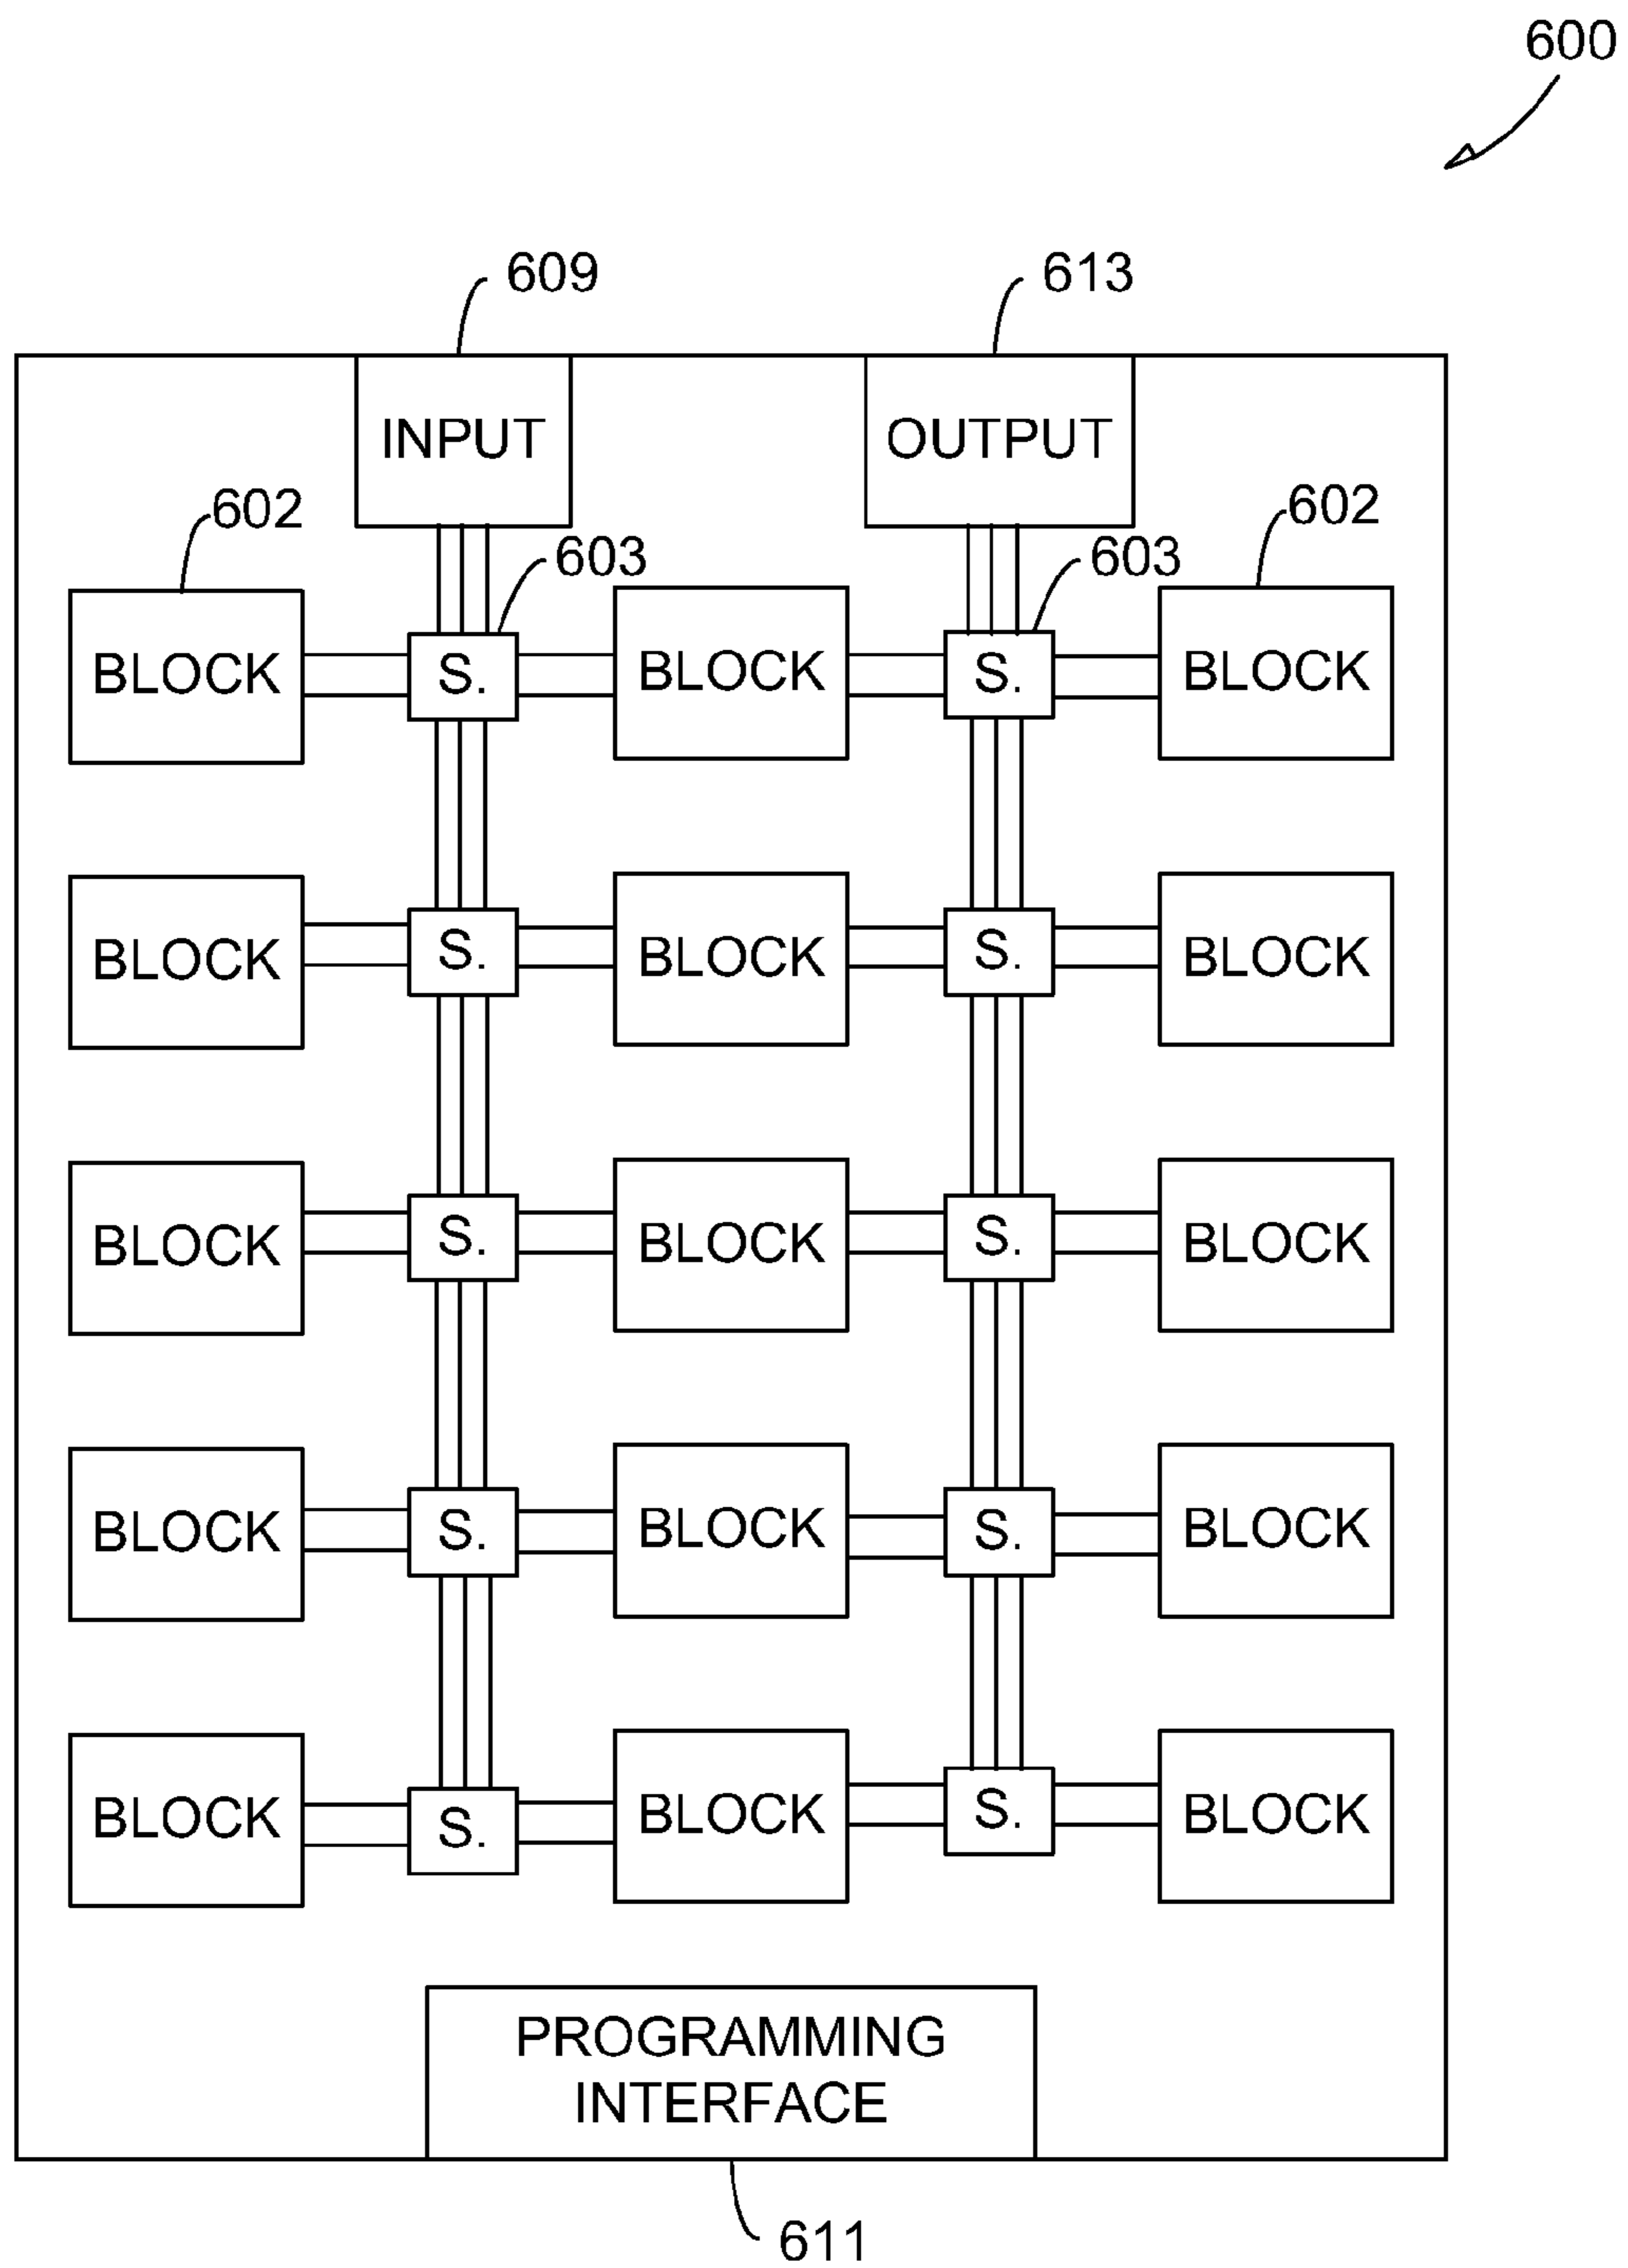 600
609
613
INPUT
OUTPUT
602
602
603
603
BLOCK
S.
BLOCK
S.
BLOCK
BLOCK
S.
BLOCK
S.
BLOCK
BLOCK
S.
BLOCK
S.
BLOCK
BLOCK
S.
BLOCK
S.
BLOCK
BLOCK
S.
BLOCK
S.
BLOCK
PROGRAMMING
INTERFACE
611